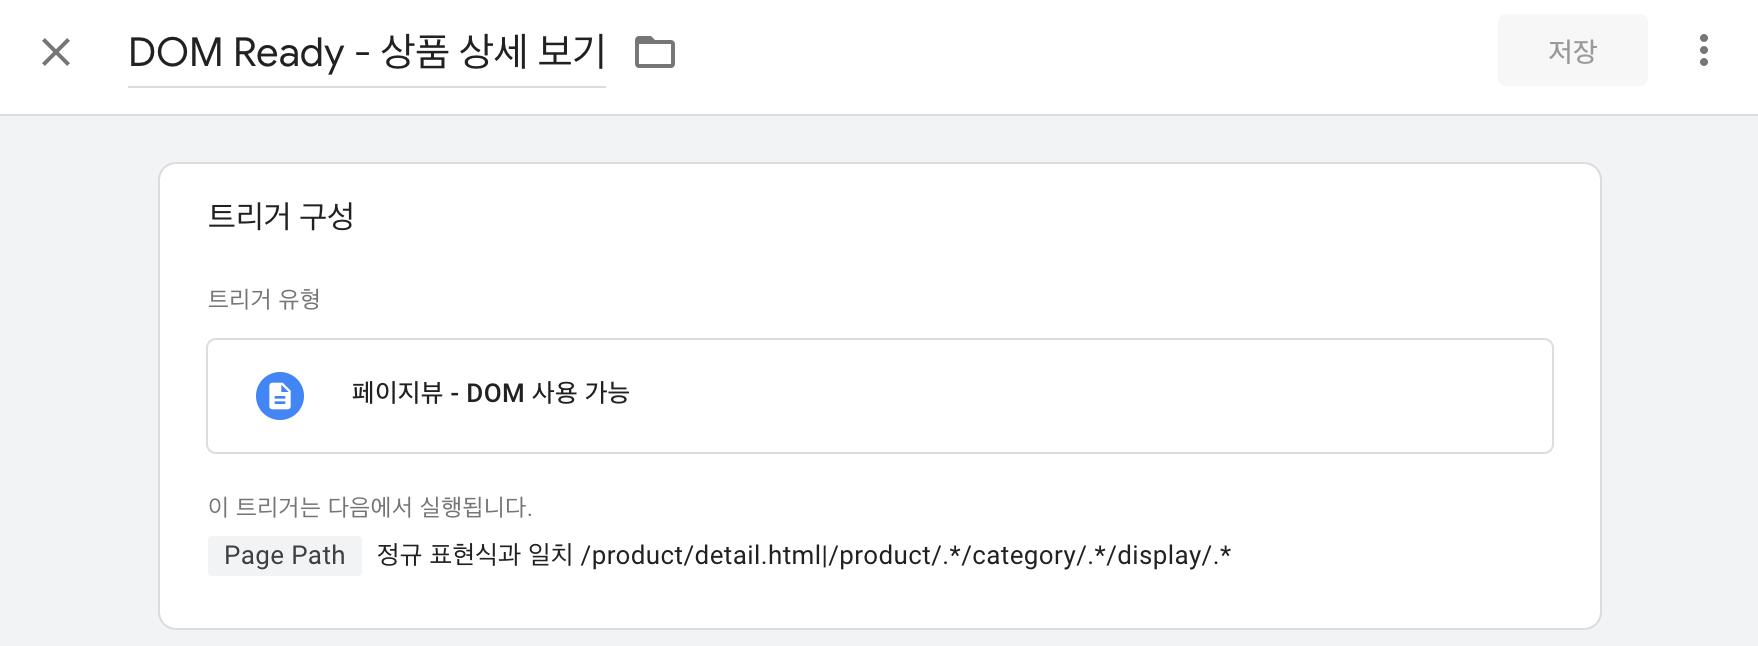 DOM Ready - 상품 상세 보기
저장
트리거 구성
트리거 유형
페이지뷰 - DOM 사용 가능
이 트리거는 다음에서 실행됩니다.
Page Path 정규 표현식과 일치 /product/detail.html|/product/.*/category/.*/display/.*